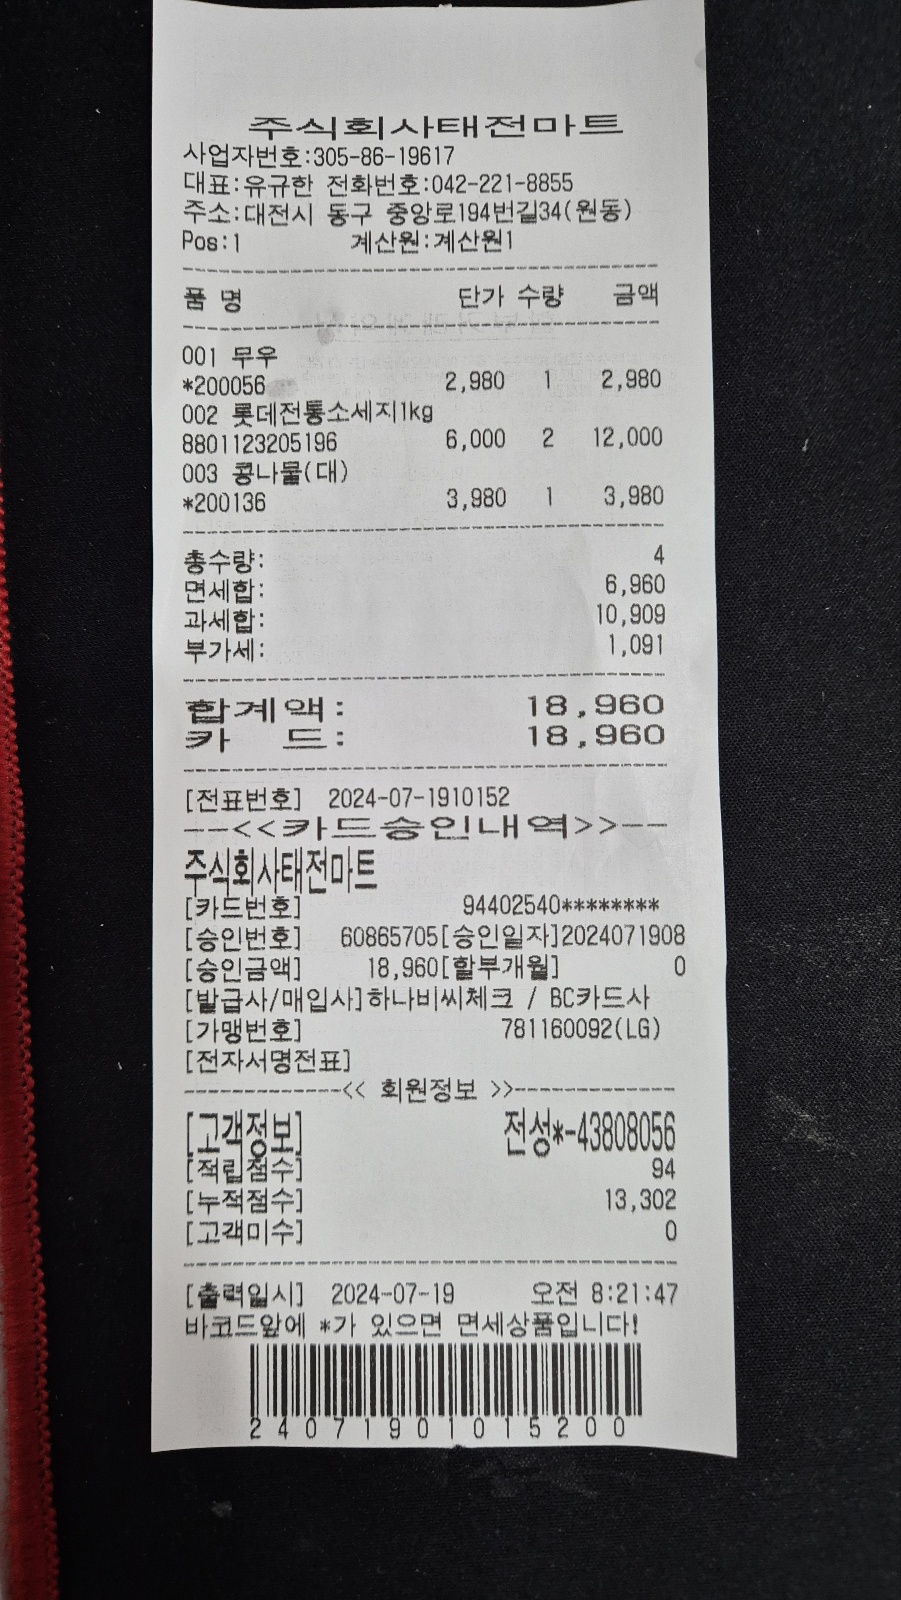 주식회사태전마트
사업자번호:305-86-19617
대표:유규한 전화번호:042-221-8855
주소:대전시 동구 중앙로194번길34(원동)
Pos:1 계산원:계산원1
품 명 단가 수량 금액
001 무우
*200056 2,980 1 2,980
002 롯데전통소세지1kg
8801123205196 6,000 2 12,000
003 콩나물(대)
*200136 3,980 1 3,980
총수량: 4
면세합: 6,960
과세합: 10,909
부가세: 1,091
합계액: 18,960
카 드: 18,960
[전표번호] 2024-07-1910152
--<<카드승인내역>>--
주식회사태전마트
[카드번호] 94402540********
[승인번호] 60865705[승인일자]2024071908
[승인금액] 18,960[할부개월] 0
[발급사/매입사]하나비씨체크 / BC카드사
[가맹번호] 781160092(LG)
[전자서명전표]
-------------<< 회원정보 >>-------------
[고객정보] 전성*-43808056
[적립점수] 94
[누적점수] 13,302
[고객미수] 0
[출력일시] 2024-07-19 오전 8:21:47
바코드앞에 *가 있으면 면세상품입니다!
24071901015200